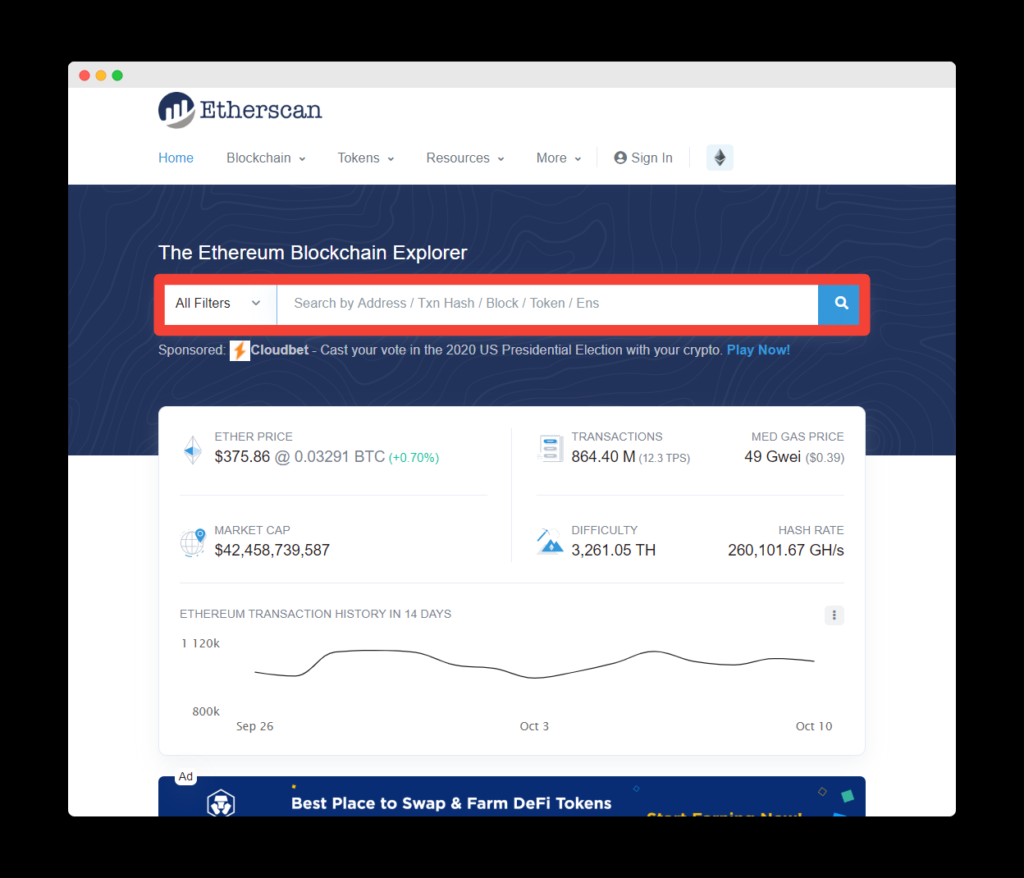 Etherscan
Home Blockchain Tokens Resources More Sign In
The Ethereum Blockchain Explorer
All Filters Search by Address / Txn Hash / Block / Token / Ens
Sponsored: Cloudbet - Cast your vote in the 2020 US Presidential Election with your crypto. Play Now!
ETHER PRICE
$375.86 @ 0.03291 BTC (+0.70%)
TRANSACTIONS MED GAS PRICE
864.40 M (12.3 TPS) 49 Gwei ($0.39)
MARKET CAP
$42,458,739,587
DIFFICULTY HASH RATE
3,261.05 TH 260,101.67 GH/s
ETHEREUM TRANSACTION HISTORY IN 14 DAYS
1 120k
800k
Sep 26 Oct 3 Oct 10
Ad
Best Place to Swap & Farm DeFi Tokens
Start Earning Now!